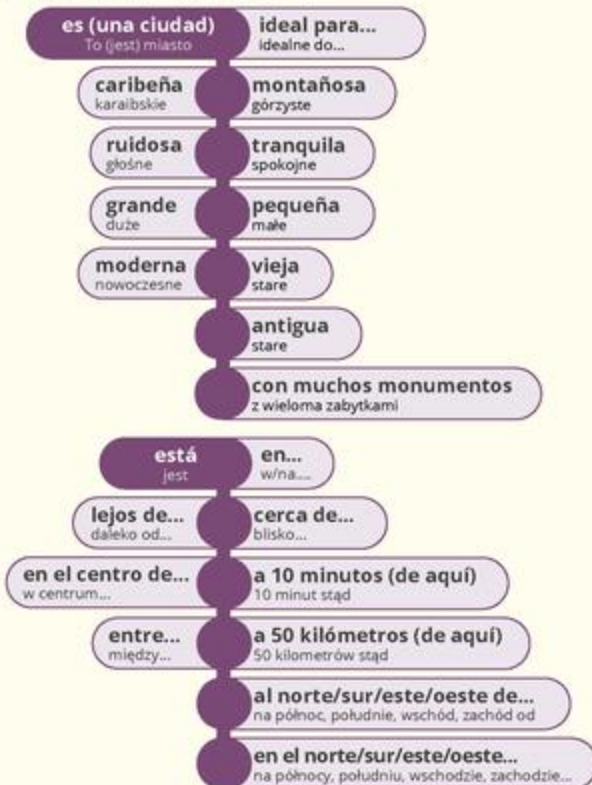 es (una ciudad)
To (jest) miasto
ideal para...
idealne do...
caribeña
karaibskie
montañosa
górzyste
ruidosa
głośne
tranquila
spokojne
grande
duże
pequeña
małe
moderna
nowoczesne
vieja
stare
antigua
stare
con muchos monumentos
z wieloma zabytkami
está
jest
en...
w/na....
lejos de...
daleko od...
cerca de...
blisko...
en el centro de...
w centrum...
a 10 minutos (de aquí)
10 minut stąd
entre...
między...
a 50 kilómetros (de aquí)
50 kilometrów stąd
al norte/sur/este/oeste de...
na północ, południe, wschód, zachód od
en el norte/sur/este/oeste...
na północy, południu, wschodzie, zachodzie...